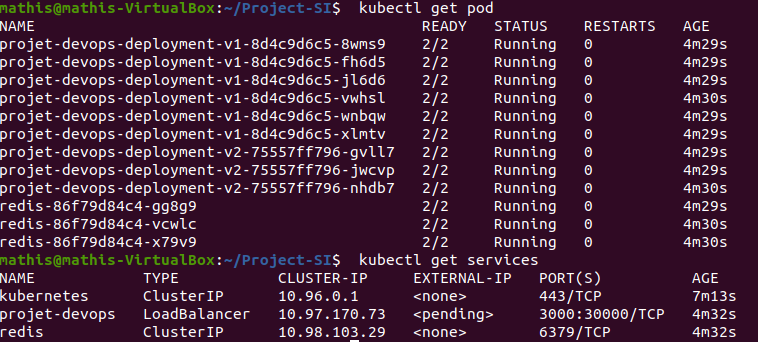 mathis@mathis-VirtualBox:~/Project-SI$ kubectl get pod
NAME READY STATUS RESTARTS AGE
projet-devops-deployment-v1-8d4c9d6c5-8wms9 2/2 Running 0 4m29s
projet-devops-deployment-v1-8d4c9d6c5-fh6d5 2/2 Running 0 4m29s
projet-devops-deployment-v1-8d4c9d6c5-jl6d6 2/2 Running 0 4m29s
projet-devops-deployment-v1-8d4c9d6c5-vwhsl 2/2 Running 0 4m30s
projet-devops-deployment-v1-8d4c9d6c5-wnbqw 2/2 Running 0 4m29s
projet-devops-deployment-v1-8d4c9d6c5-xlmtv 2/2 Running 0 4m29s
projet-devops-deployment-v2-75557ff796-gvll7 2/2 Running 0 4m29s
projet-devops-deployment-v2-75557ff796-jwcvp 2/2 Running 0 4m29s
projet-devops-deployment-v2-75557ff796-nhdb7 2/2 Running 0 4m30s
redis-86f79d84c4-gg8g9 2/2 Running 0 4m29s
redis-86f79d84c4-vcwlc 2/2 Running 0 4m30s
redis-86f79d84c4-x79v9 2/2 Running 0 4m30s
mathis@mathis-VirtualBox:~/Project-SI$ kubectl get services
NAME TYPE CLUSTER-IP EXTERNAL-IP PORT(S) AGE
kubernetes ClusterIP 10.96.0.1 <none> 443/TCP 7m13s
projet-devops LoadBalancer 10.97.170.73 <pending> 3000:30000/TCP 4m32s
redis ClusterIP 10.98.103.29 <none> 6379/TCP 4m32s